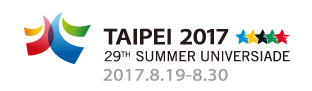 TAIPEI 2017
29TH SUMMER UNIVERSIADE
2017.8.19-8.30